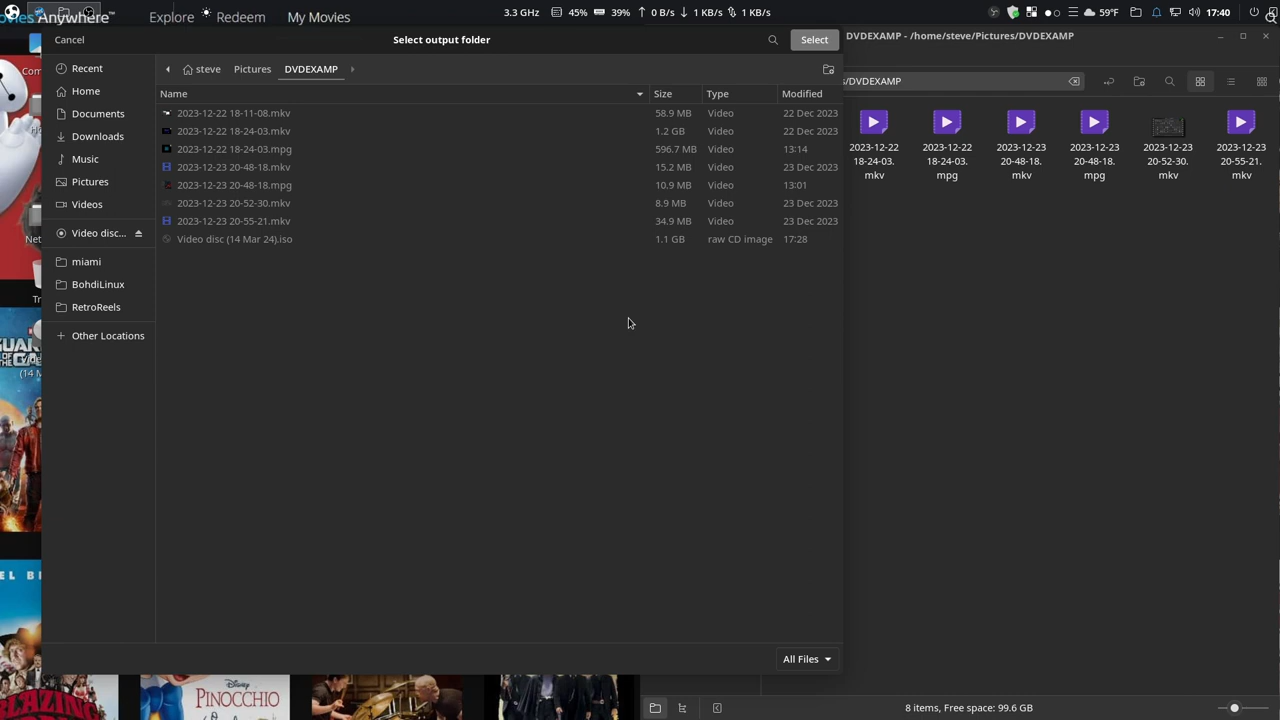 ovies Anywhere™
Explore
Redeem
My Movies
3.3 GHz
45%
39%
0 B/s
1 KB/s
1 KB/s
59°F
17:40
Cancel
Select output folder
Select
DVDEXAMP - /home/steve/Pictures/DVDEXAMP
Recent
Home
Documents
Downloads
Music
Pictures
Videos
Video disc...
miami
BohdiLinux
RetroReels
Other Locations
steve
Pictures
DVDEXAMP
Name
Size
Type
Modified
2023-12-22 18-11-08.mkv 58.9 MB Video 22 Dec 2023
2023-12-22 18-24-03.mkv 1.2 GB Video 22 Dec 2023
2023-12-22 18-24-03.mpg 596.7 MB Video 13:14
2023-12-23 20-48-18.mkv 15.2 MB Video 23 Dec 2023
2023-12-23 20-48-18.mpg 10.9 MB Video 13:01
2023-12-23 20-52-30.mkv 8.9 MB Video 23 Dec 2023
2023-12-23 20-55-21.mkv 34.9 MB Video 23 Dec 2023
Video disc (14 Mar 24).iso 1.1 GB raw CD image 17:28
All Files
s/DVDEXAMP
2023-12-22
18-24-03.
mkv
2023-12-22
18-24-03.
mpg
2023-12-23
20-48-18.
mkv
2023-12-23
20-48-18.
mpg
2023-12-23
20-52-30.
mkv
2023-12-23
20-55-21.
mkv
Com
Net
Tr
(14 M
GUAR
EL B
BLAZING
Disney
PINOCCHIO
8 items, Free space: 99.6 GB